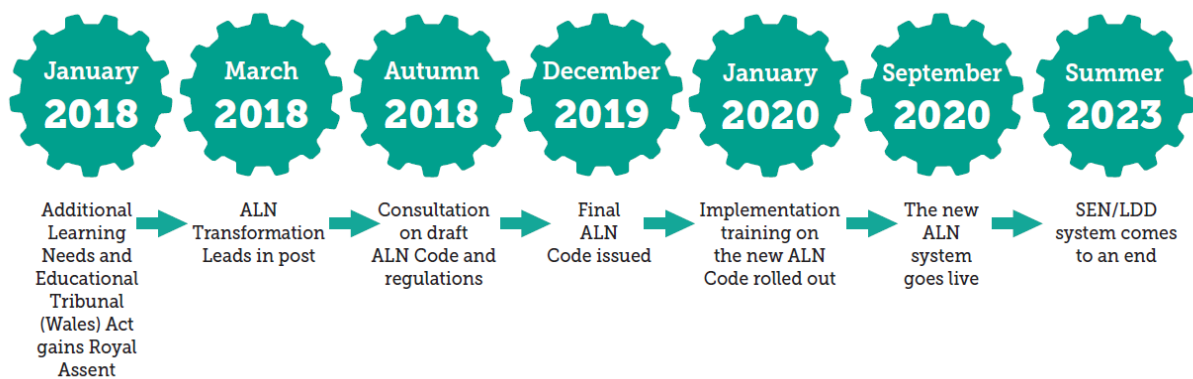 January
2018
March
2018
Autumn
2018
December
2019
January
2020
September
2020
Summer
2023
Additional
Learning
Needs and
Educational
Tribunal
(Wales) Act
gains Royal
Assent
ALN
Transformation
Leads in post
Consultation
on draft
ALN Code and
regulations
Final
ALN
Code issued
Implementation
training on
the new ALN
Code rolled out
The new
ALN
system
goes live
SEN/LDD
system comes
to an end